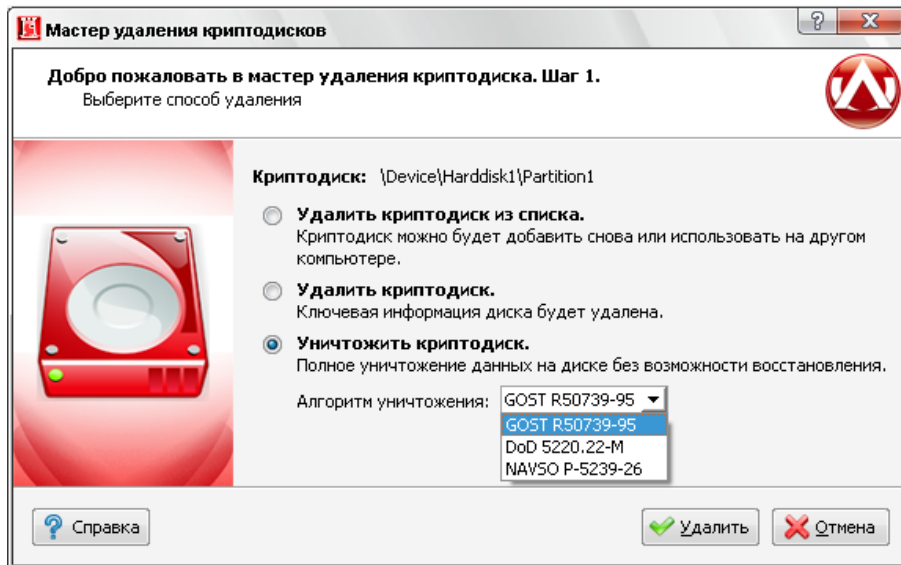 Мастер удаления криптодисков
Добро пожаловать в мастер удаления криптодиска. Шаг 1.
Выберите способ удаления
Криптодиск: \Device\Harddisk1\Partition1
Удалить криптодиск из списка.
Криптодиск можно будет добавить снова или использовать на другом
компьютере.
Удалить криптодиск.
Ключевая информация диска будет удалена.
Уничтожить криптодиск.
Полное уничтожение данных на диске без возможности восстановления.
Алгоритм уничтожения: GOST R50739-95
GOST R50739-95
DoD 5220.22-M
NAVSO P-5239-26
? Справка
Удалить
Отмена